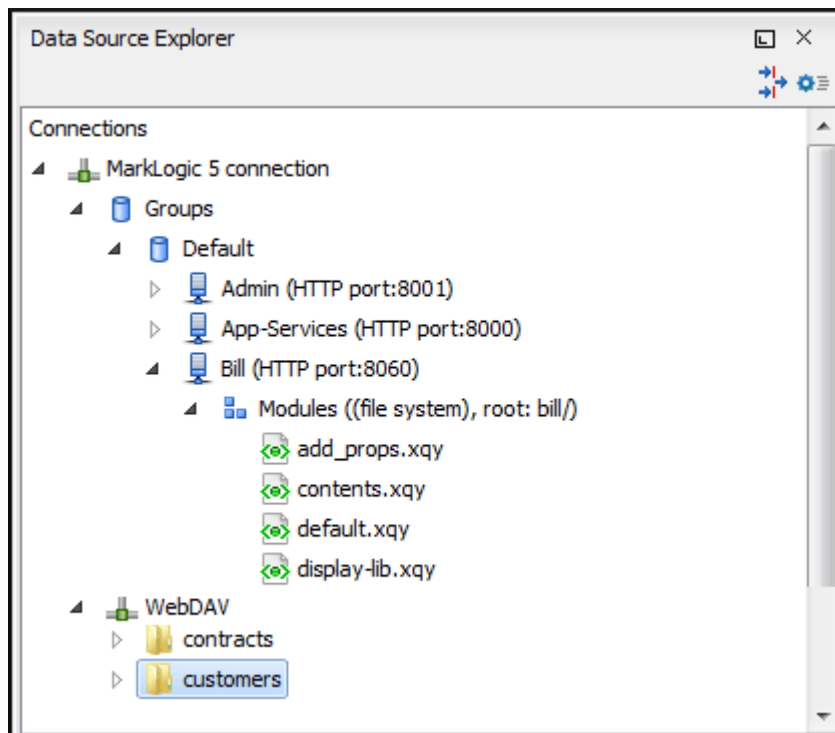 Data Source Explorer
Connections
MarkLogic 5 connection
Groups
Default
Admin (HTTP port:8001)
App-Services (HTTP port:8000)
Bill (HTTP port:8060)
Modules ((file system), root: bill/)
add_props.xqy
contents.xqy
default.xqy
display-lib.xqy
WebDAV
contracts
customers